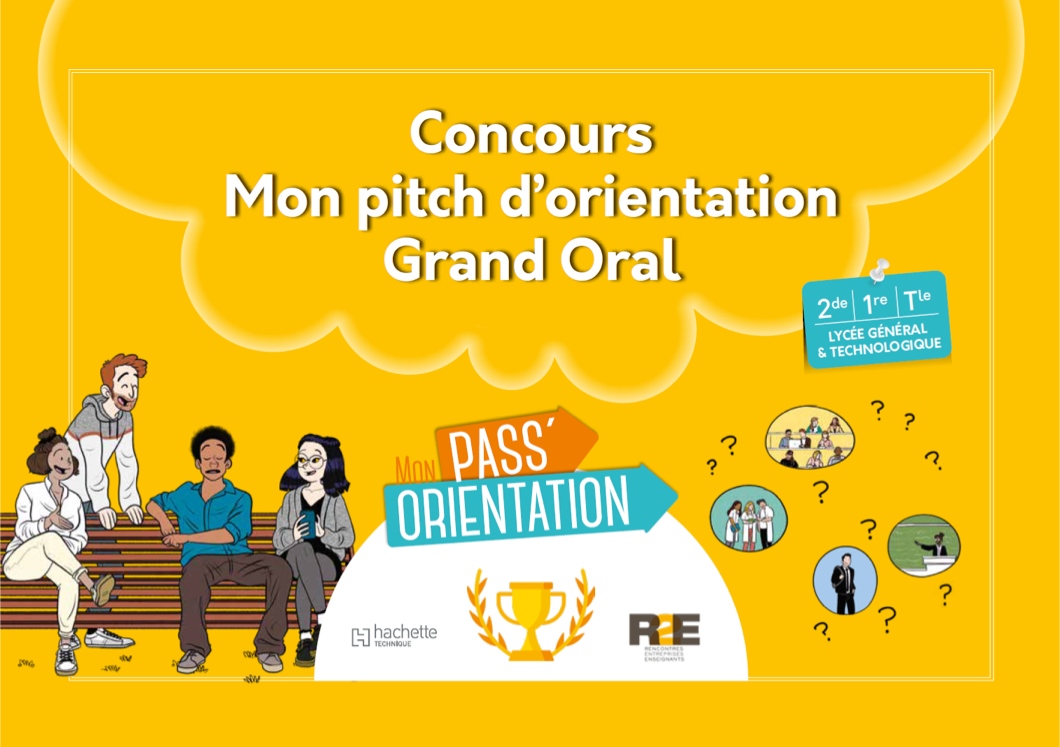 Concours
Mon pitch d’orientation
Grand Oral
2de 1re Tle
LYCÉE GÉNÉRAL
& TECHNOLOGIQUE
MON PASS´
ORIENTATION
hachette
TECHNIQUE
R2E
RENCONTRES
ENTREPRISES
ENSEIGNANTS
? ? ? ? ? ? ? ? ? ?